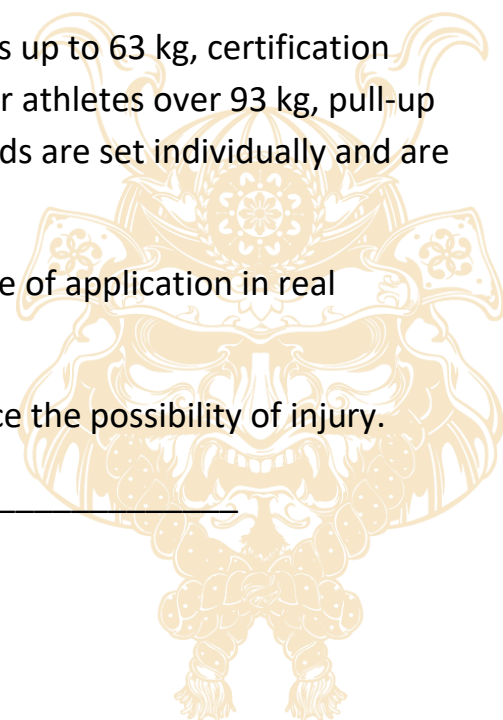 s up to 63 kg, certification
r athletes over 93 kg, pull-up
ds are set individually and are
e of application in real
ce the possibility of injury.